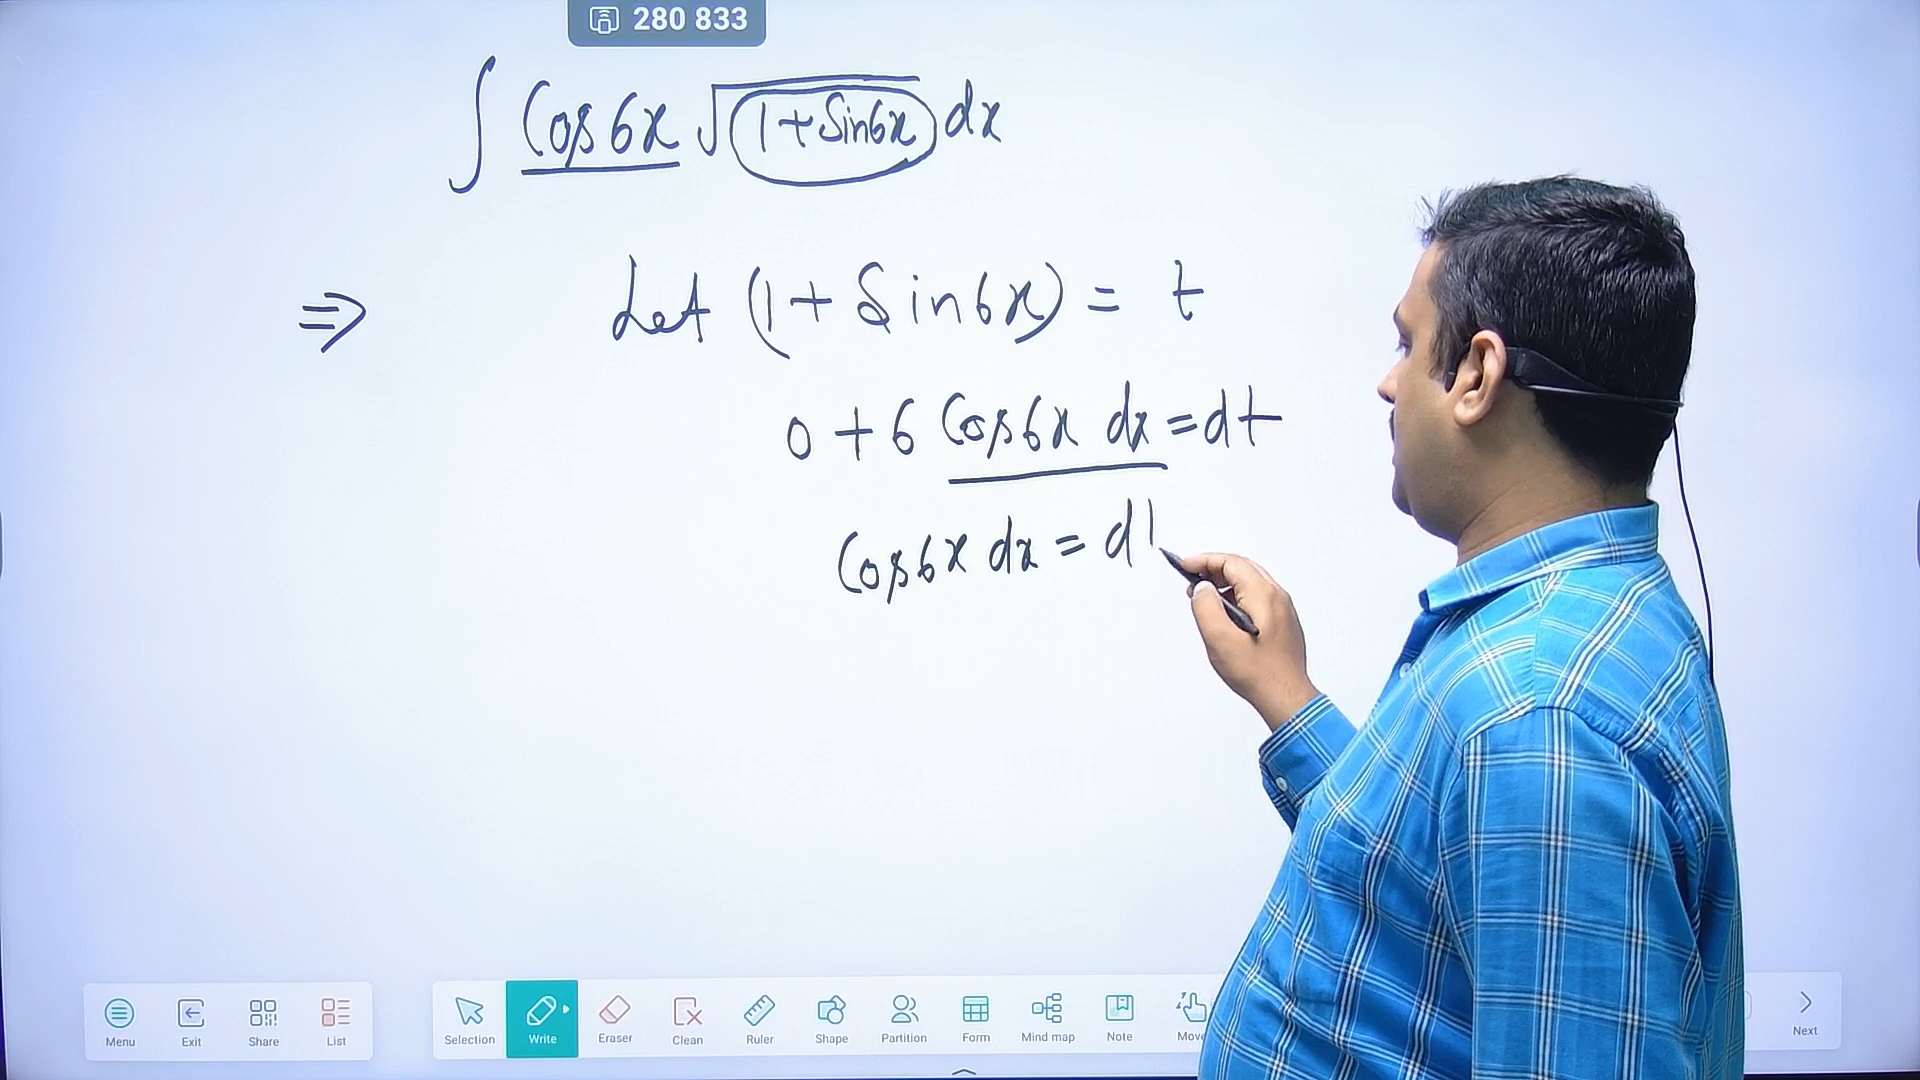 280 833
∫ Cos 6x √(1+Sin6x) dx
⇒ Let (1 + Sin6x) = t
0 + 6 Cos6x dx = dt
Cos6x dx = d
Menu Exit Share List Selection Write Eraser Clean Ruler Shape Partition Form Mind map Note Move Next